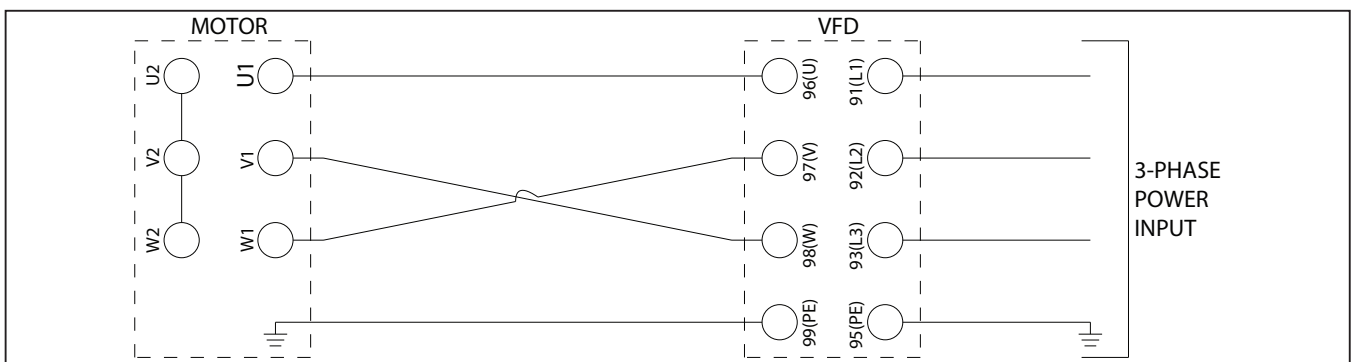 MOTOR
VFD
U2
U1
96(U)
91(L1)
V2
V1
97(V)
92(L2)
W2
W1
98(W)
93(L3)
99(PE)
95(PE)
3-PHASE
POWER
INPUT